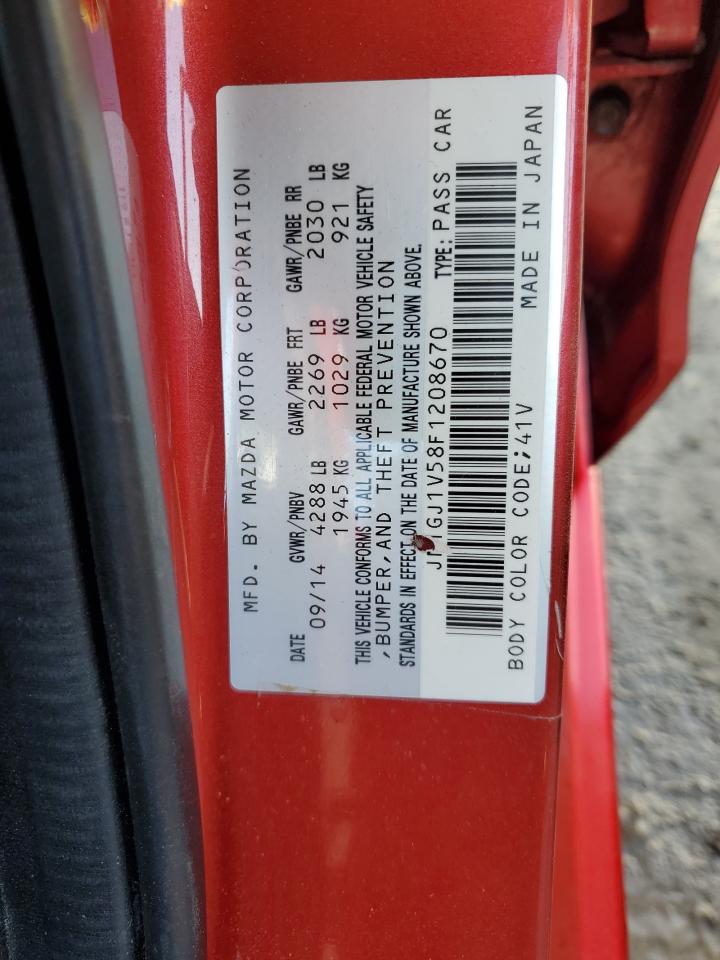 MFD. BY MAZDA MOTOR CORPORATION
DATE GVWR/PNBV GAWR/PNBE FRT GAWR/PNBE RR
09/14 4288 LB 2269 LB 2030 LB
1945 KG 1029 KG 921 KG
THIS VEHICLE CONFORMS TO ALL APPLICABLE FEDERAL MOTOR VEHICLE SAFETY
,BUMPER,AND THEFT PREVENTION
STANDARDS IN EFFECT ON THE DATE OF MANUFACTURE SHOWN ABOVE.
TYPE: PASS CAR
BODY COLOR CODE;41V MADE IN JAPAN